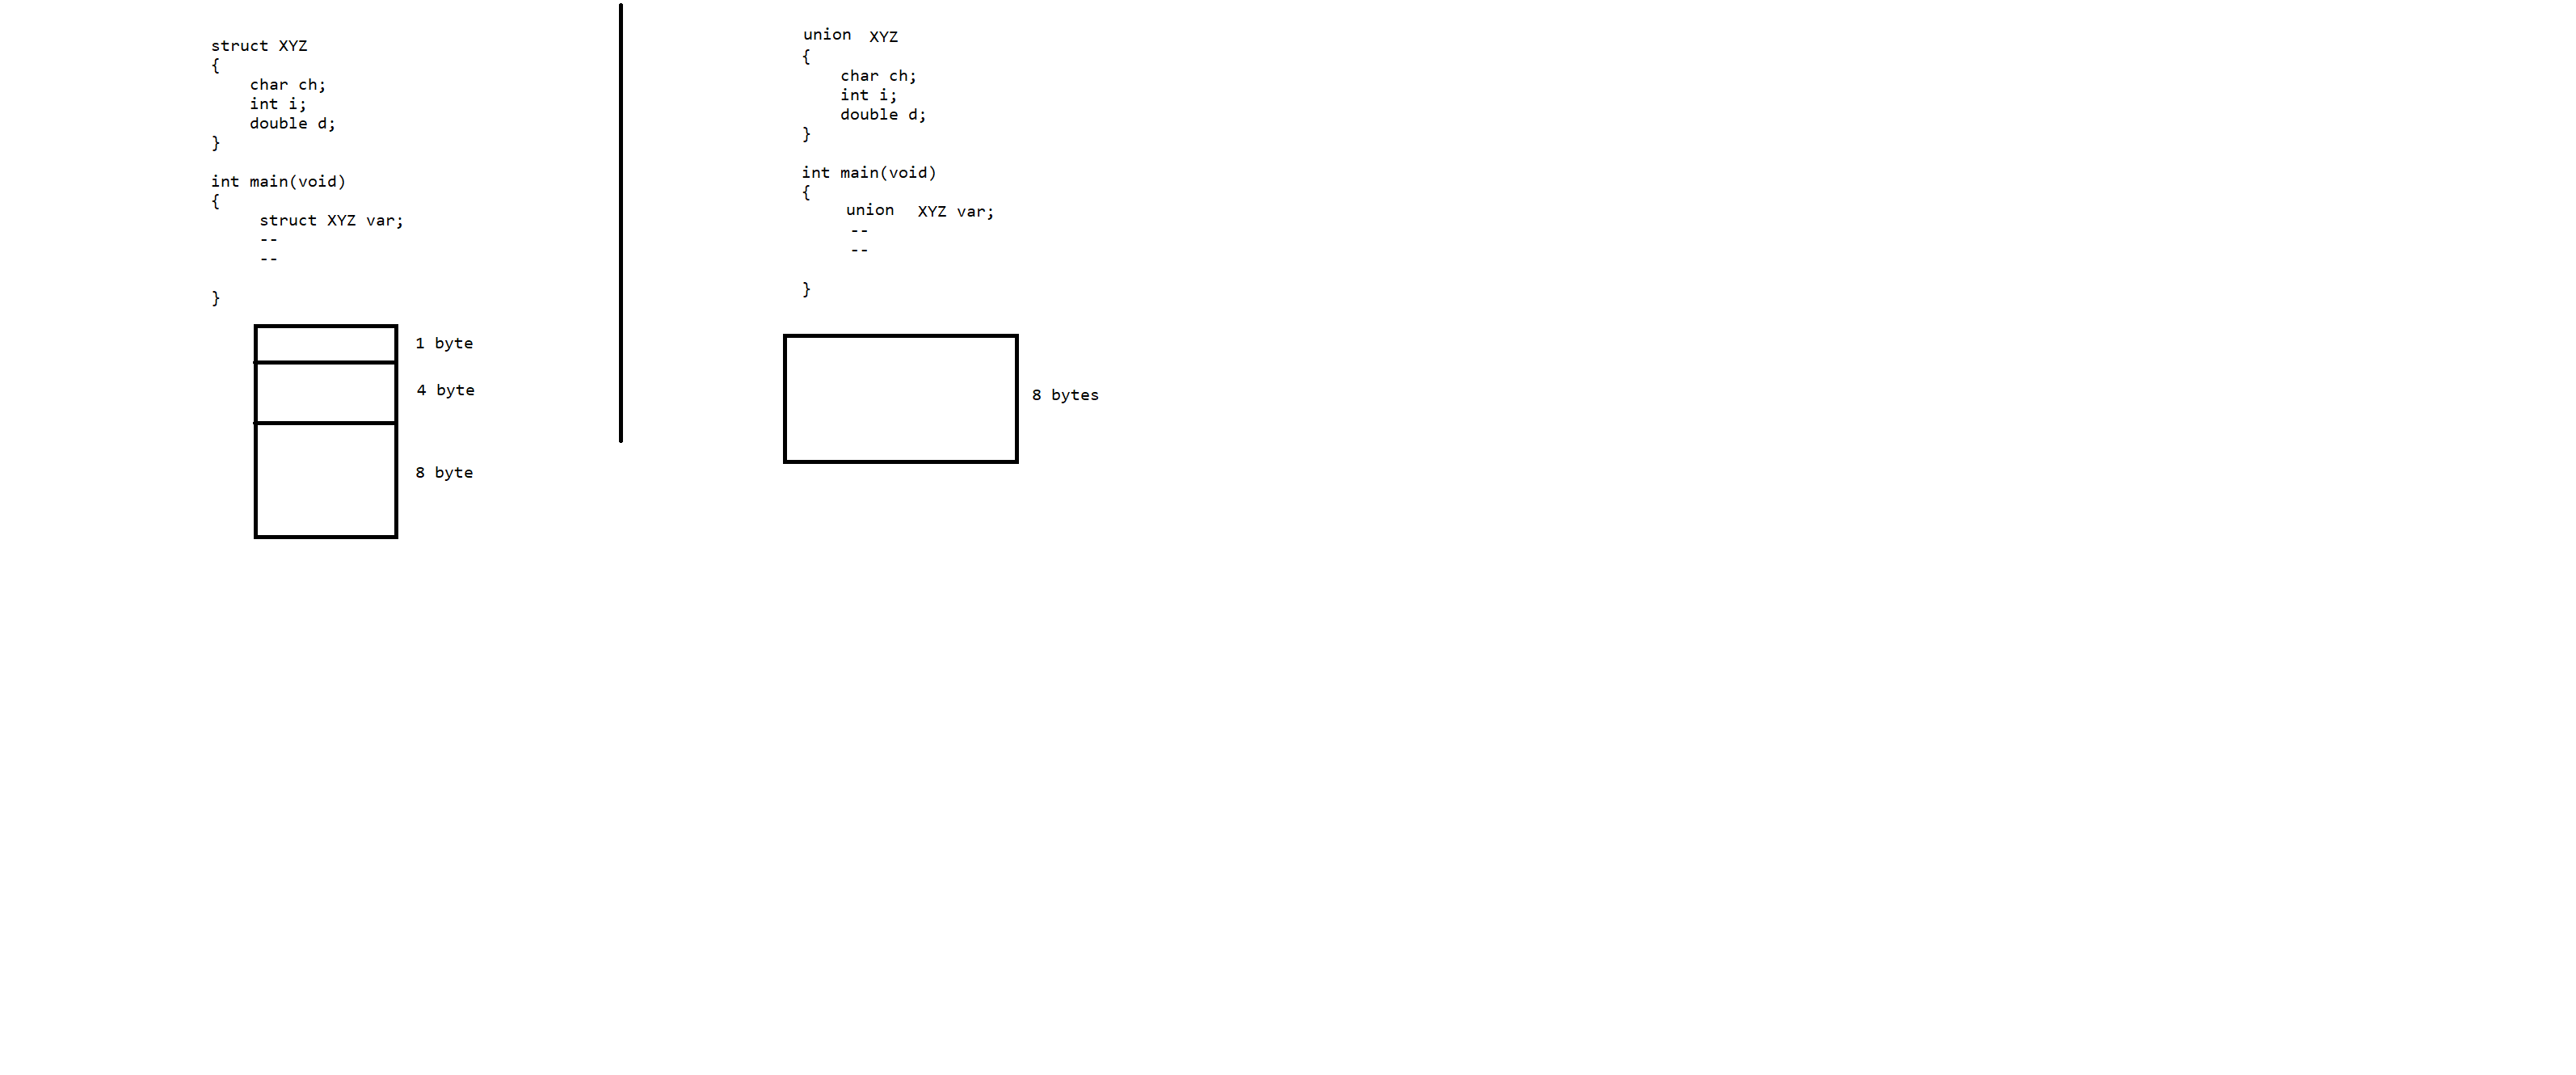 struct XYZ
{
    char ch;
    int i;
    double d;
}
int main(void)
{
     struct XYZ var;
     --
     --
}
1 byte
4 byte
8 byte
union XYZ
{
    char ch;
    int i;
    double d;
}
int main(void)
{
     union XYZ var;
     --
     --
}
8 bytes